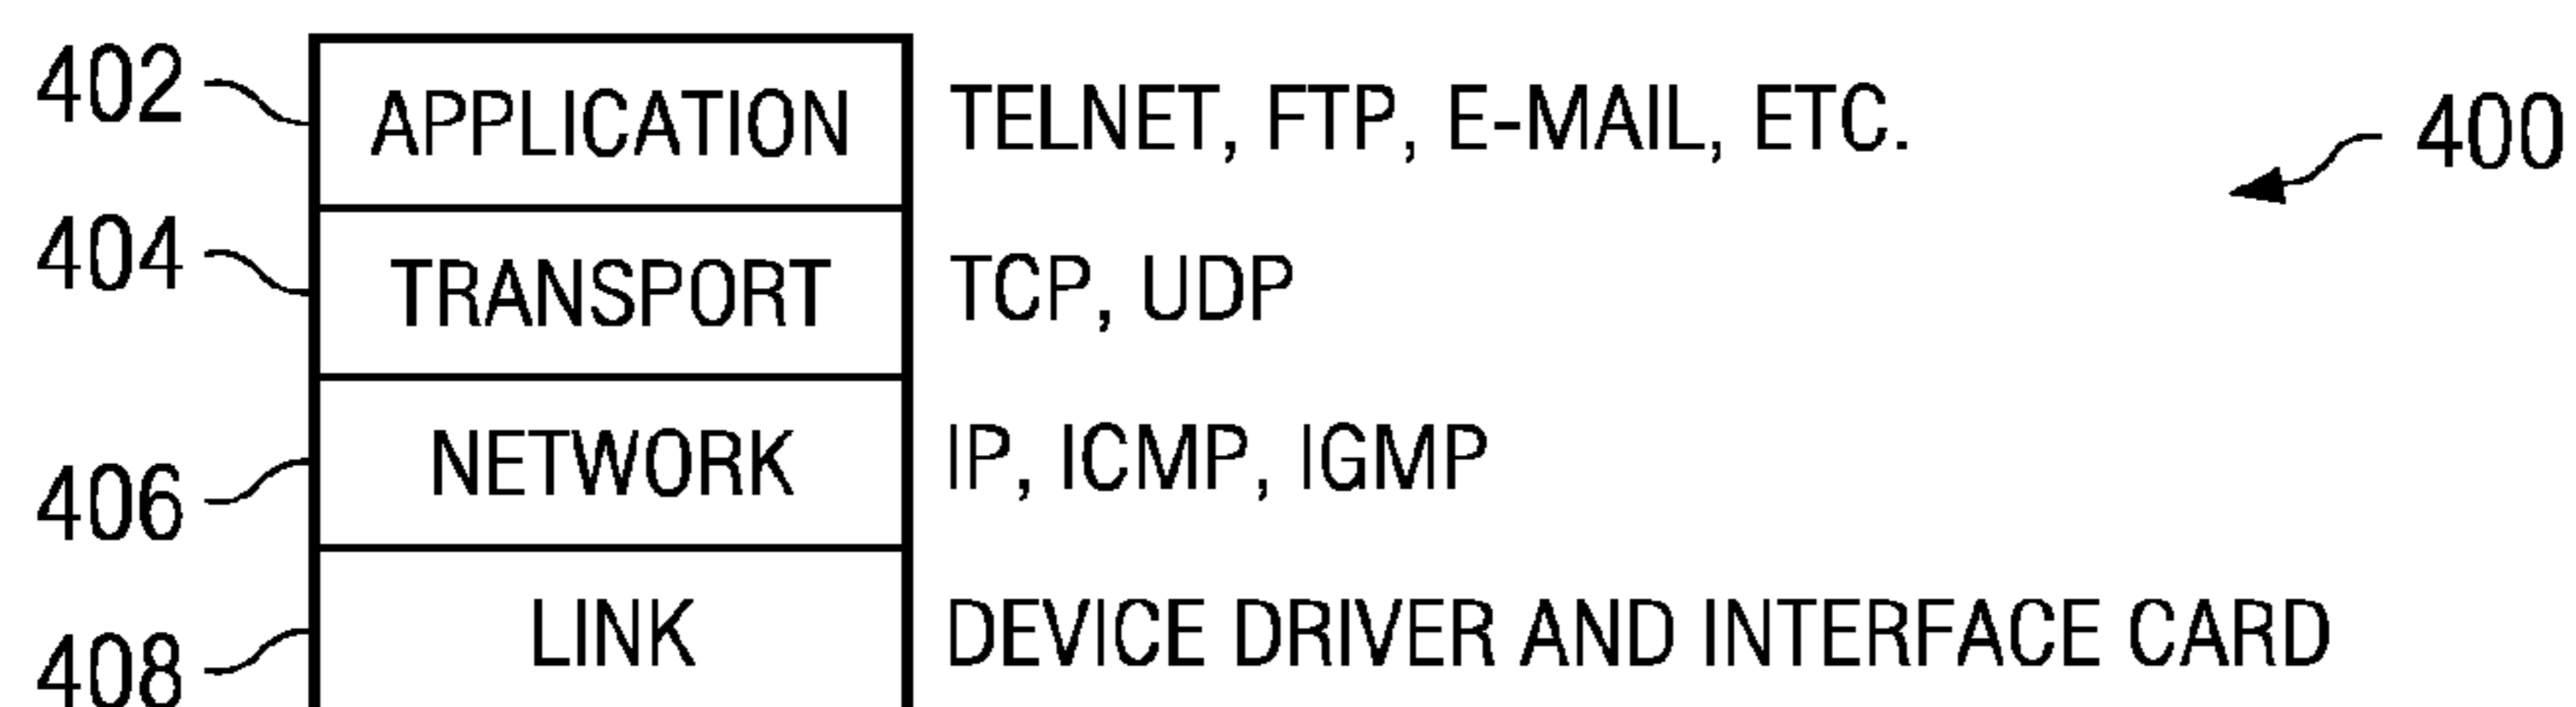 402 APPLICATION TELNET, FTP, E-MAIL, ETC. 400
404 TRANSPORT TCP, UDP
406 NETWORK IP, ICMP, IGMP
408 LINK DEVICE DRIVER AND INTERFACE CARD